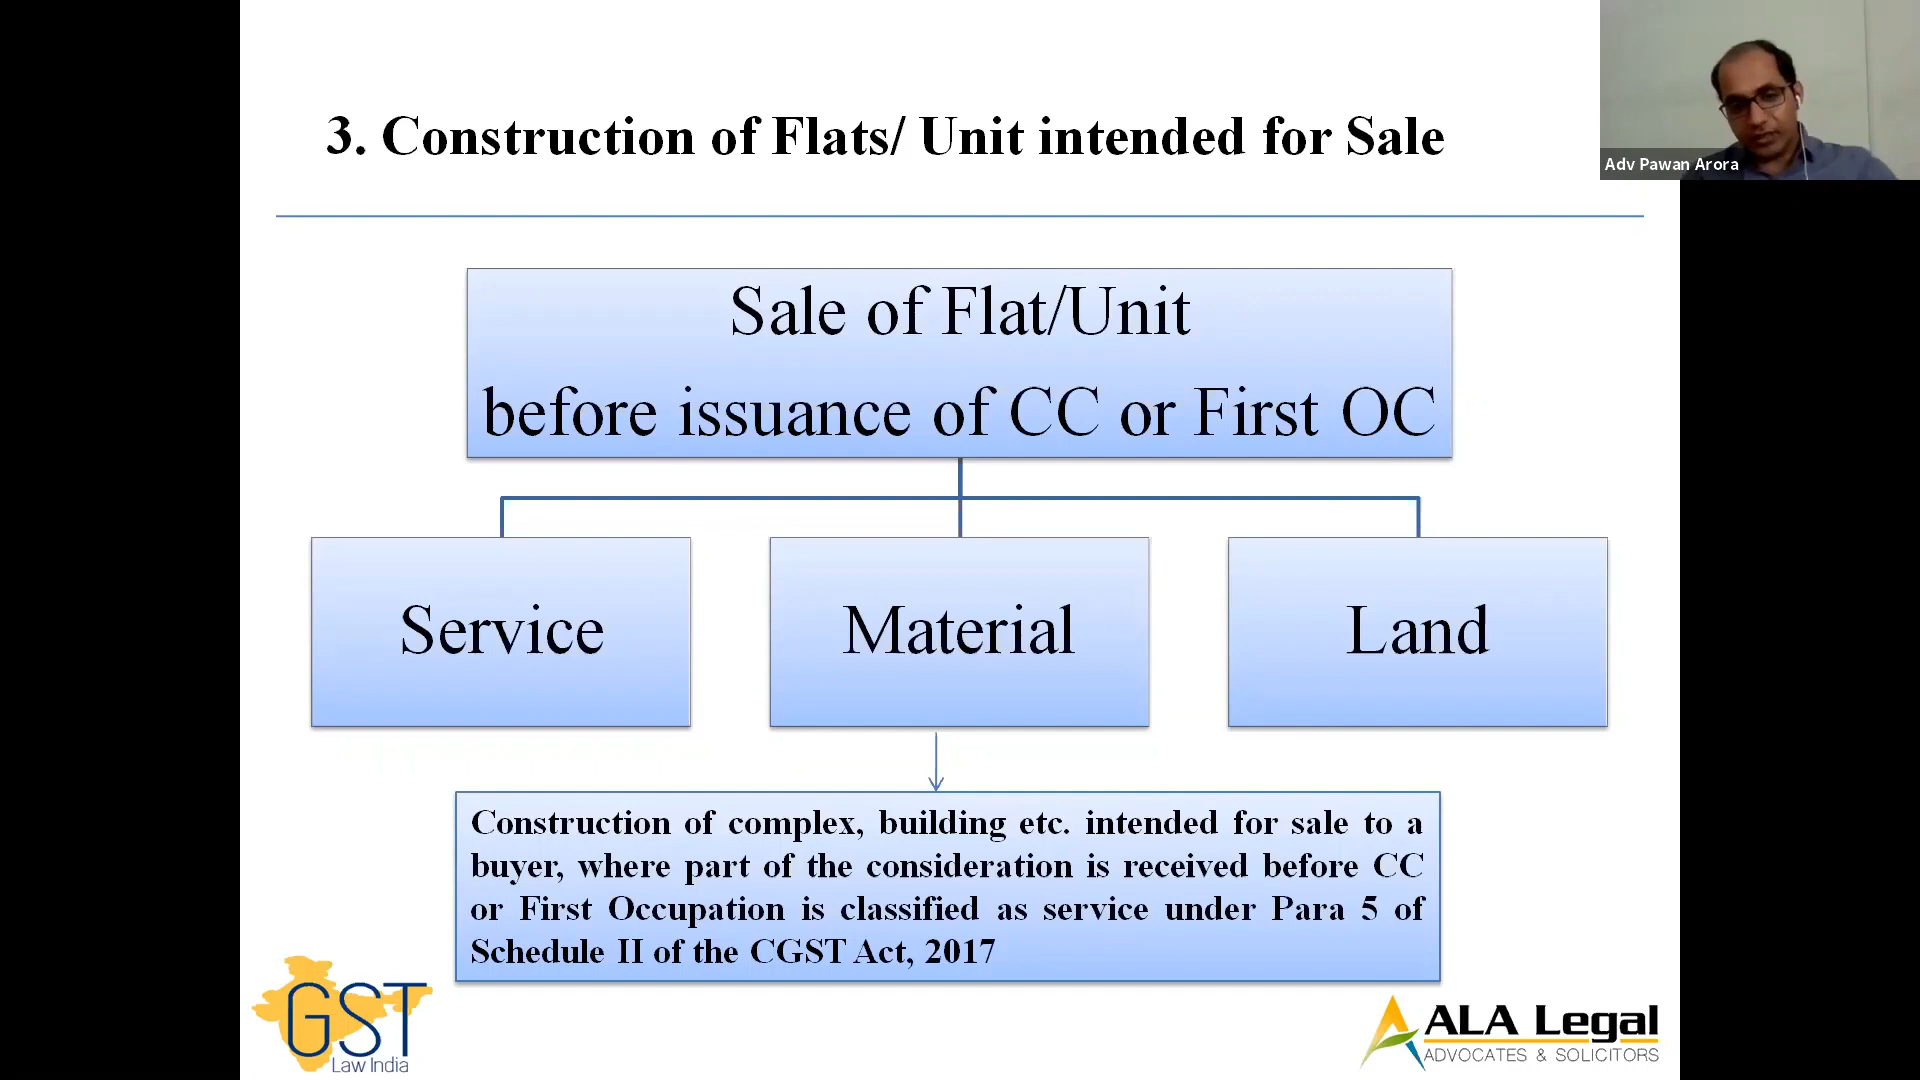 3. Construction of Flats/ Unit intended for Sale
Adv Pawan Arora
Sale of Flat/Unit
before issuance of CC or First OC
Service
Material
Land
Construction of complex, building etc. intended for sale to a
buyer, where part of the consideration is received before CC
or First Occupation is classified as service under Para 5 of
Schedule II of the CGST Act, 2017
GST
Law India
ALA Legal
ADVOCATES & SOLICITORS